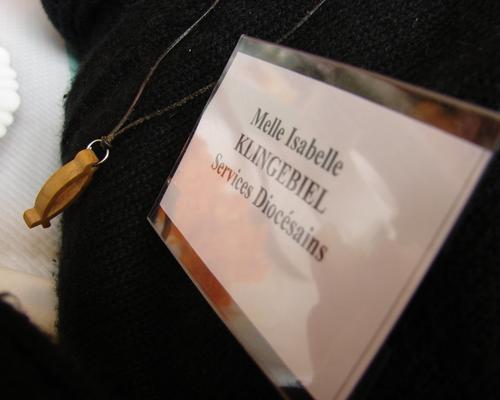 Melle Isabelle
KLINGEBIEL
Services Diocésains